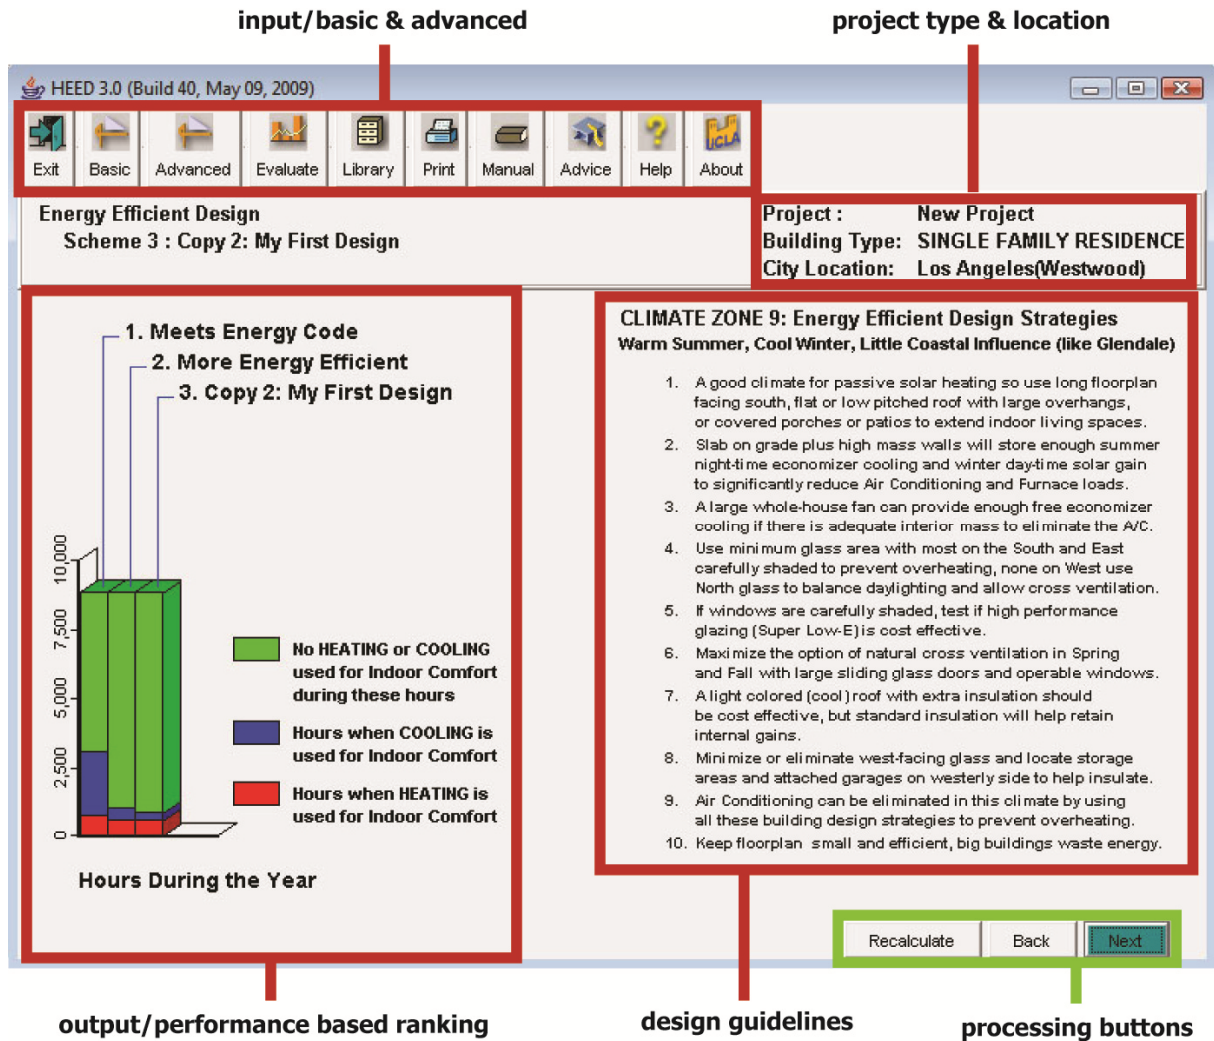 input/basic & advanced
project type & location
HEED 3.0 (Build 40, May 09, 2009)
Exit
Basic
Advanced
Evaluate
Library
Print
Manual
Advice
Help
UCLA
About
Energy Efficient Design
Scheme 3 : Copy 2: My First Design
Project : New Project
Building Type: SINGLE FAMILY RESIDENCE
City Location: Los Angeles(Westwood)
1. Meets Energy Code
2. More Energy Efficient
3. Copy 2: My First Design
10,000
7,500
5,000
2,500
0
No HEATING or COOLING
used for Indoor Comfort
during these hours
Hours when COOLING is
used for Indoor Comfort
Hours when HEATING is
used for Indoor Comfort
Hours During the Year
CLIMATE ZONE 9: Energy Efficient Design Strategies
Warm Summer, Cool Winter, Little Coastal Influence (like Glendale)
1. A good climate for passive solar heating so use long floorplan
facing south, flat or low pitched roof with large overhangs,
or covered porches or patios to extend indoor living spaces.
2. Slab on grade plus high mass walls will store enough summer
night-time economizer cooling and winter day-time solar gain
to significantly reduce Air Conditioning and Furnace loads.
3. A large whole-house fan can provide enough free economizer
cooling if there is adequate interior mass to eliminate the A/C.
4. Use minimum glass area with most on the South and East
carefully shaded to prevent overheating, none on West use
North glass to balance daylighting and allow cross ventilation.
5. If windows are carefully shaded, test if high performance
glazing (Super Low-E) is cost effective.
6. Maximize the option of natural cross ventilation in Spring
and Fall with large sliding glass doors and operable windows.
7. A light colored (cool) roof with extra insulation should
be cost effective, but standard insulation will help retain
internal gains.
8. Minimize or eliminate west-facing glass and locate storage
areas and attached garages on westerly side to help insulate.
9. Air Conditioning can be eliminated in this climate by using
all these building design strategies to prevent overheating.
10. Keep floorplan small and efficient, big buildings waste energy.
Recalculate
Back
Next
output/performance based ranking
design guidelines
processing buttons